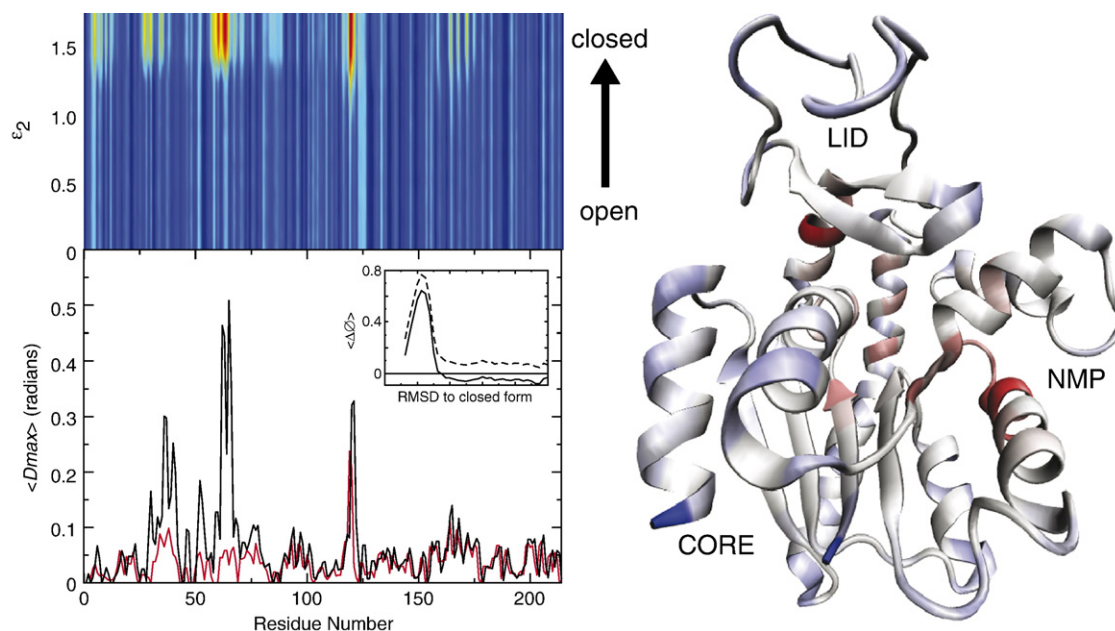 1.5
1.0
0.5
0
ε2
closed
open
0.5
0.4
0.3
0.2
0.1
0
<Dmax> (radians)
0.8
0.4
0
<ΔØ>
RMSD to closed form
0
50
100
150
200
Residue Number
LID
NMP
CORE